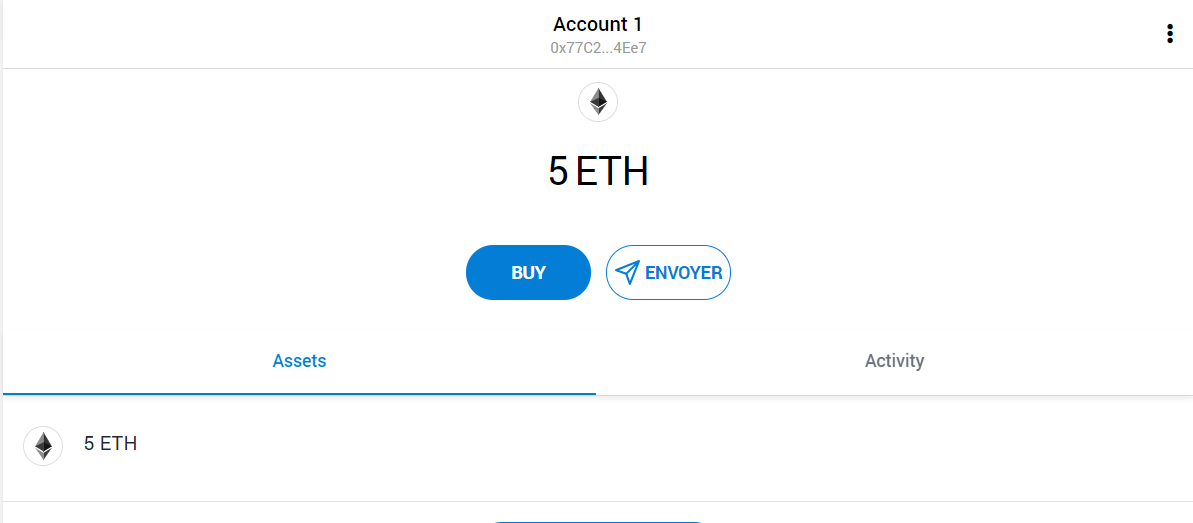 Account 1
0x77C2...4Ee7
5 ETH
BUY
ENVOYER
Assets
Activity
5 ETH